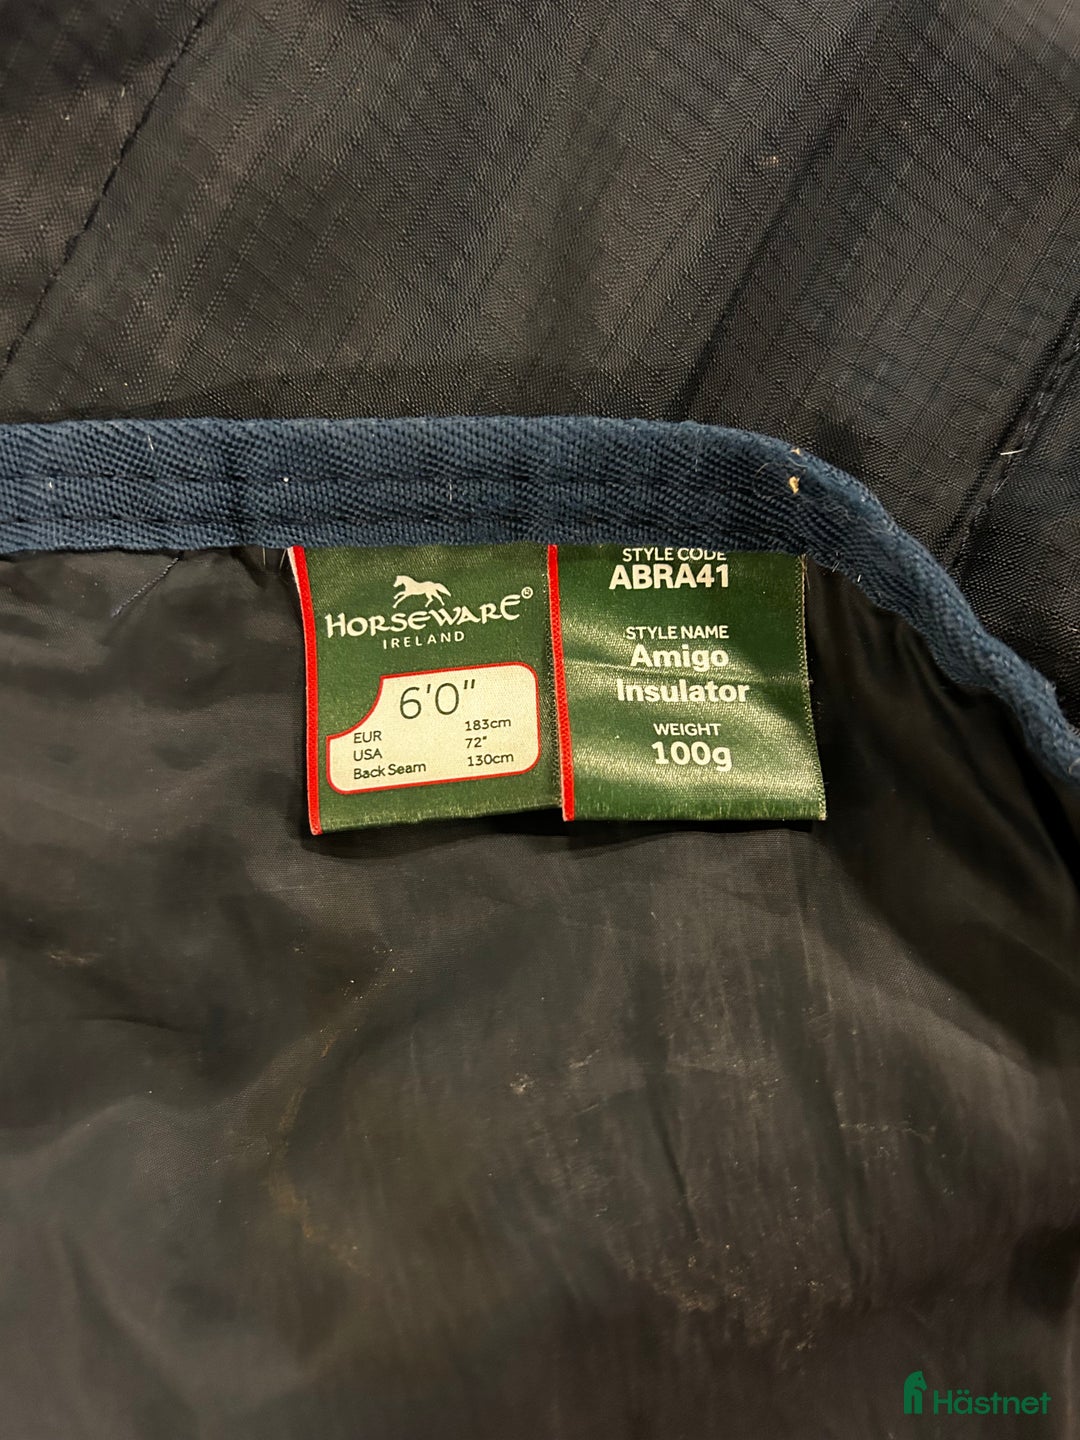 HORSEWARE®
IRELAND
6'0"
EUR 183cm
USA 72"
Back Seam 130cm
STYLE CODE
ABRA41
STYLE NAME
Amigo
Insulator
WEIGHT
100g
Hästnet